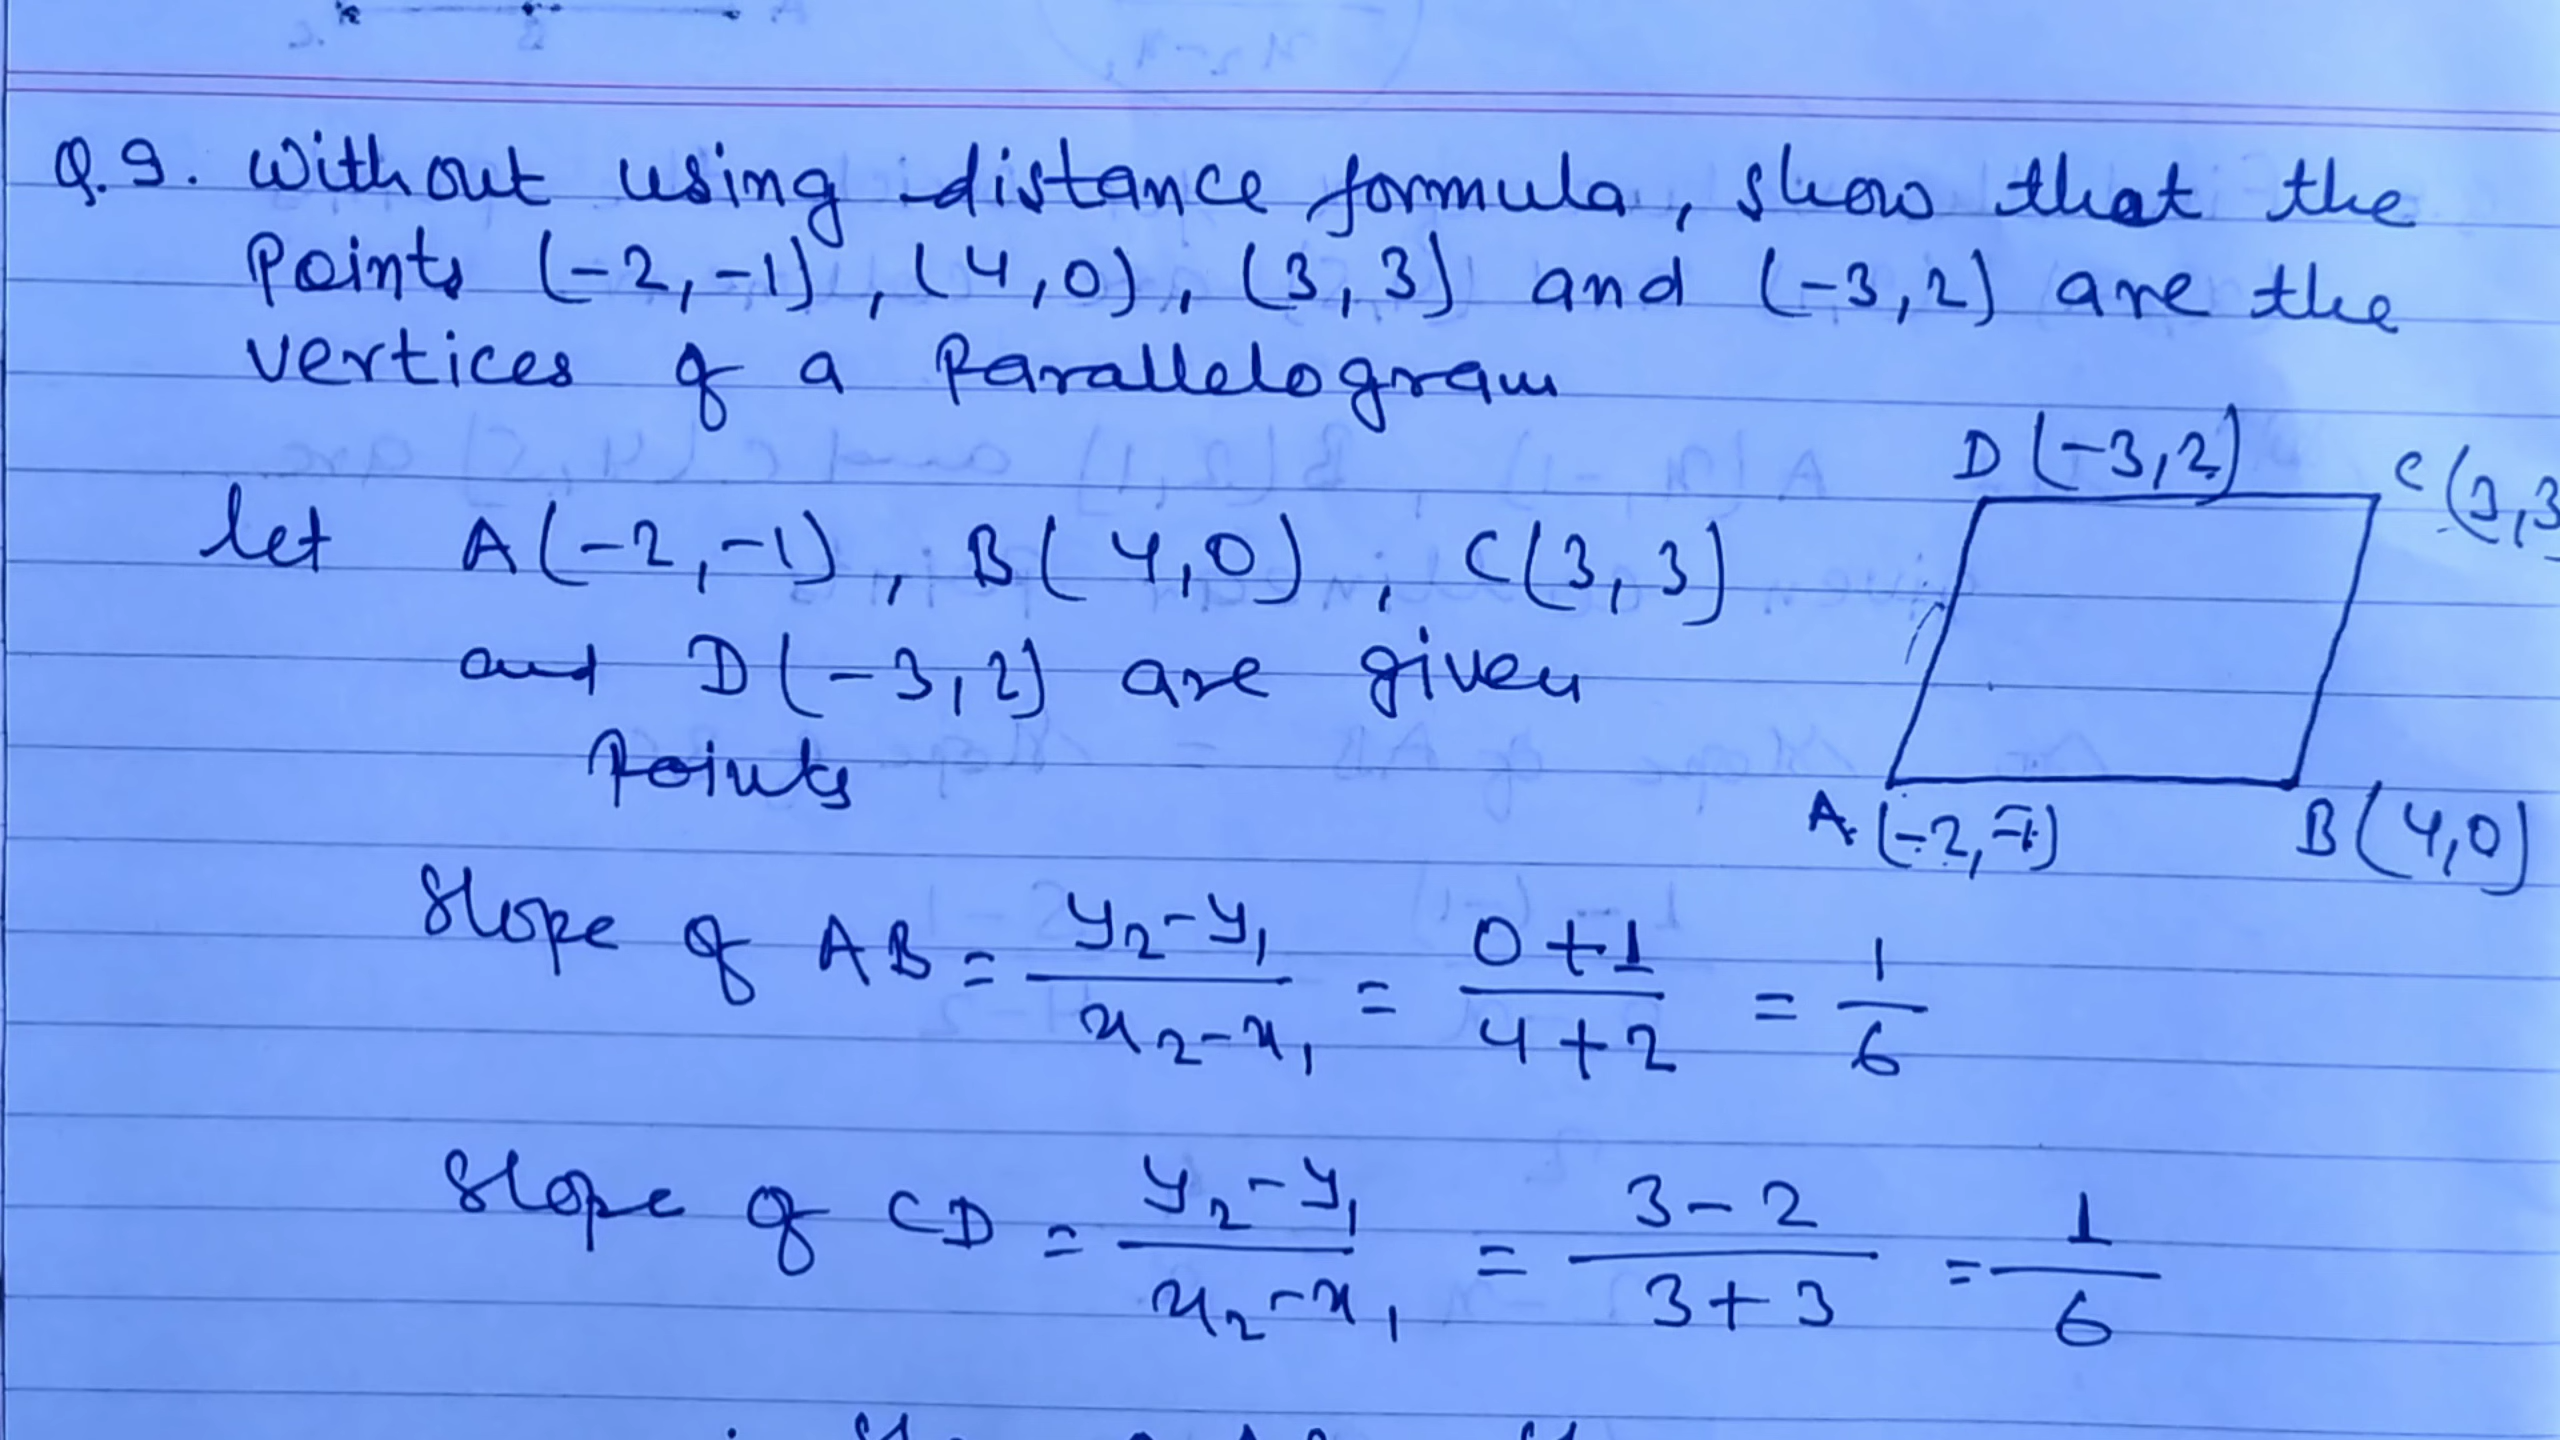 Q.9. Without using distance formula, show that the
Points (-2,-1), (4,0), (3,3) and (-3,2) are the
vertices of a Parallelogram
D(-3,2)
C(3,3
let A(-2,-1), B(4,0), C(3,3)
and D(-3,2) are given
Points
A(-2,-1)
B(4,0)
Slope of AB = y₂-y₁/x₂-x₁ = 0+1/4+2 = 1/6
Slope of CD = y₂-y₁/x₂-x₁ = 3-2/3+3 = 1/6